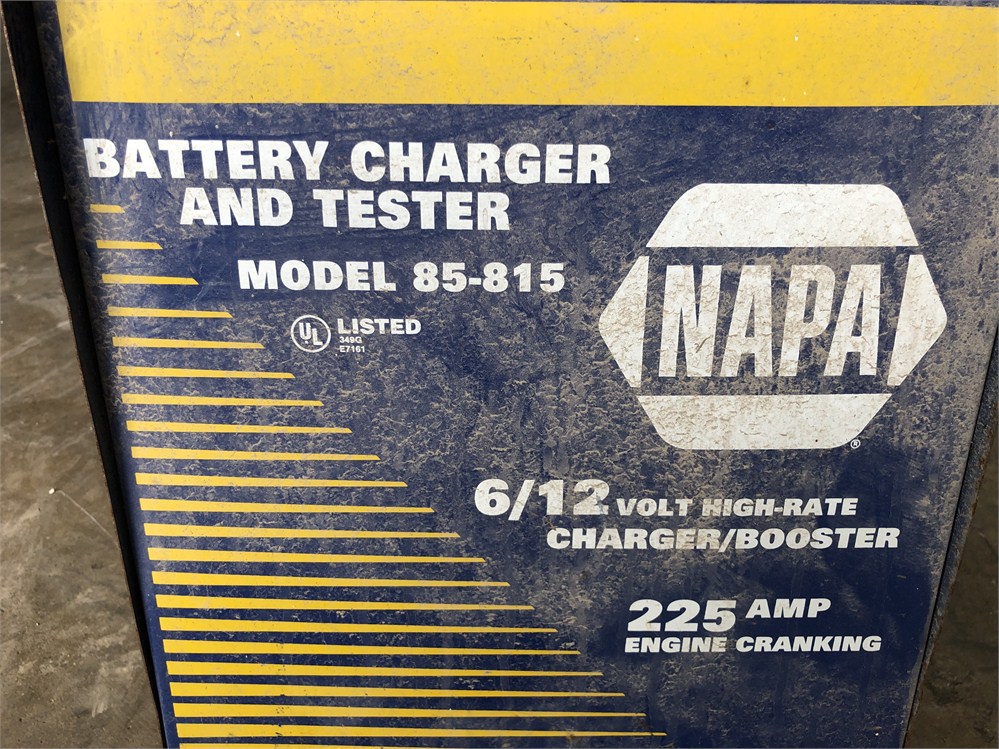 BATTERY CHARGER
AND TESTER
MODEL 85-815
UL LISTED
349G
E7161
NAPA
®
6/12 VOLT HIGH-RATE
CHARGER/BOOSTER
225 AMP
ENGINE CRANKING